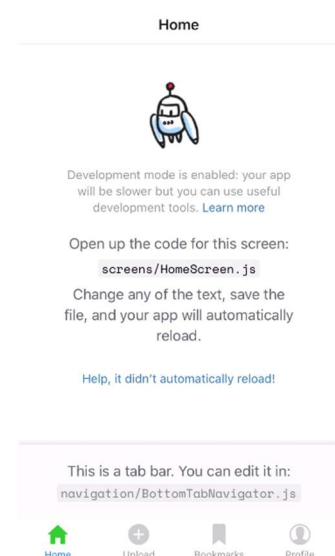 Home
Development mode is enabled: your app
will be slower but you can use useful
development tools. Learn more
Open up the code for this screen:
screens/HomeScreen.js
Change any of the text, save the
file, and your app will automatically
reload.
Help, it didn't automatically reload!
This is a tab bar. You can edit it in:
navigation/BottomTabNavigator.js
Home Upload Bookmarks Profile